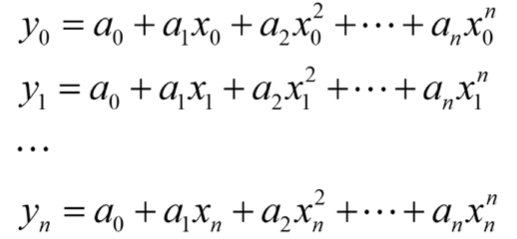 y₀ = a₀ + a₁x₀ + a₂x₀² + ⋯ + aₙx₀ⁿ
y₁ = a₀ + a₁x₁ + a₂x₁² + ⋯ + aₙx₁ⁿ
⋯
yₙ = a₀ + a₁xₙ + a₂xₙ² + ⋯ + aₙxₙⁿ